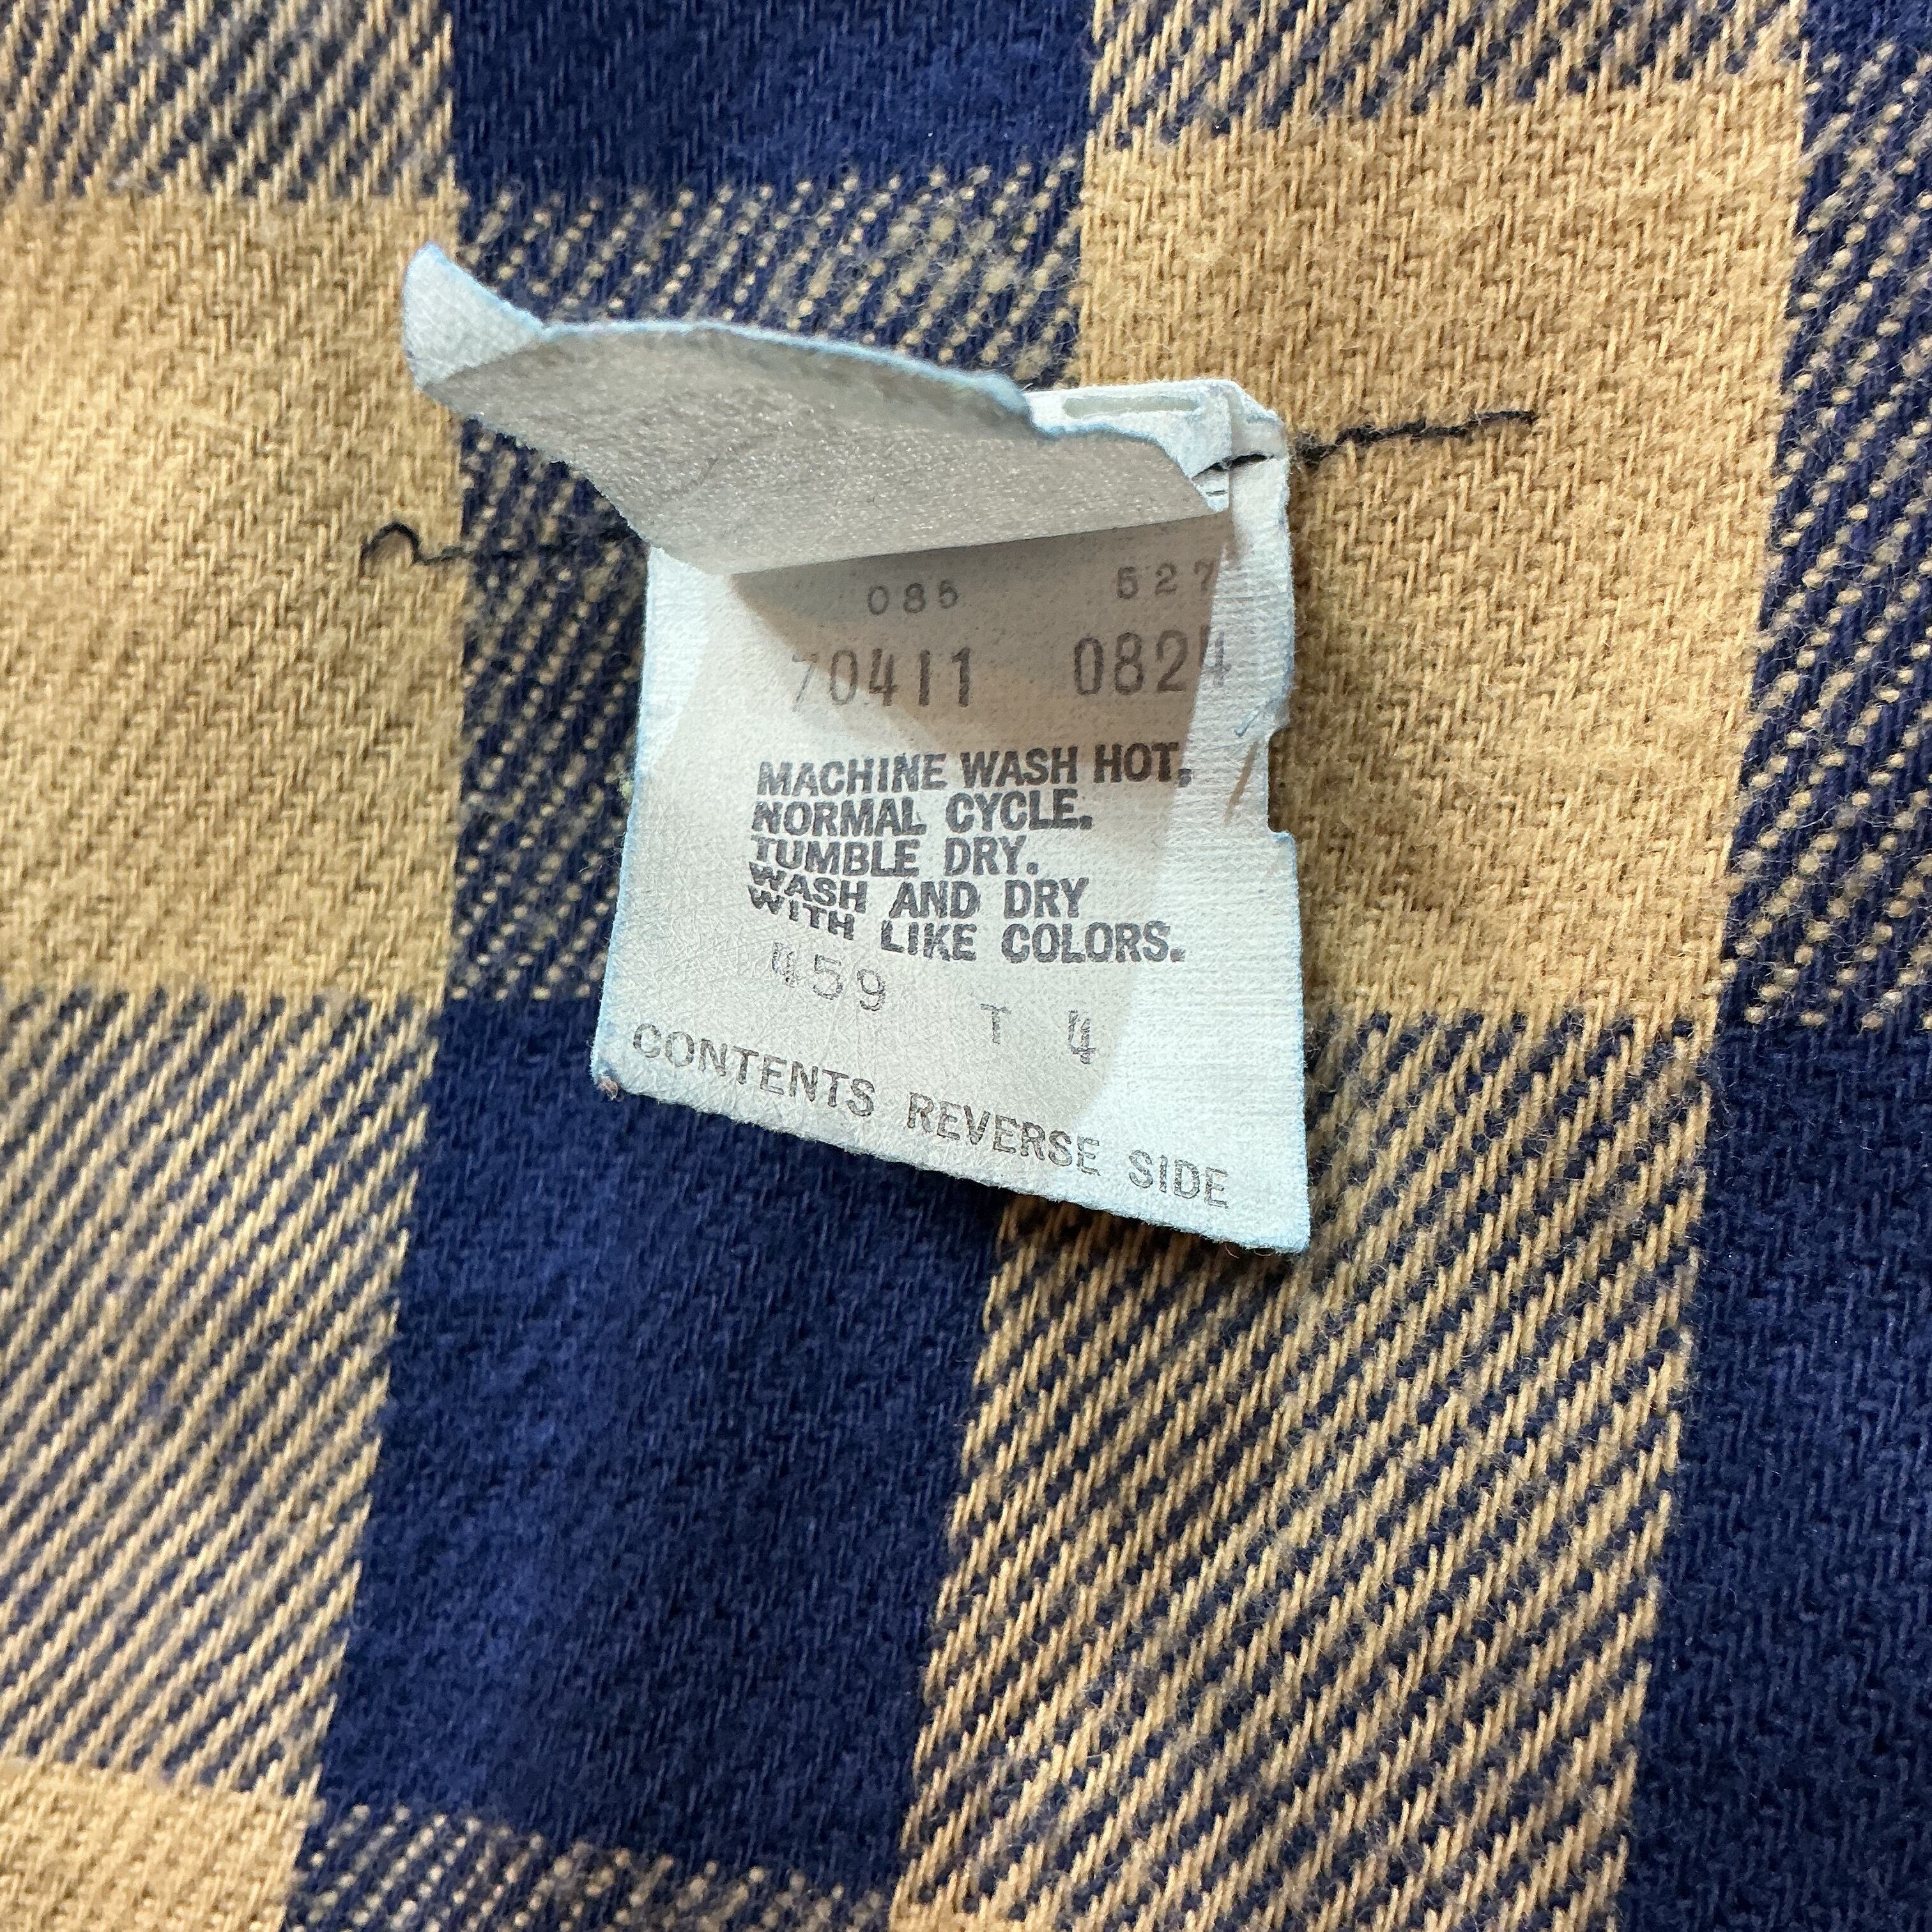 086 527
70411 0824
MACHINE WASH HOT,
NORMAL CYCLE.
TUMBLE DRY.
WASH AND DRY
WITH LIKE COLORS.
459 T 4
CONTENTS REVERSE SIDE